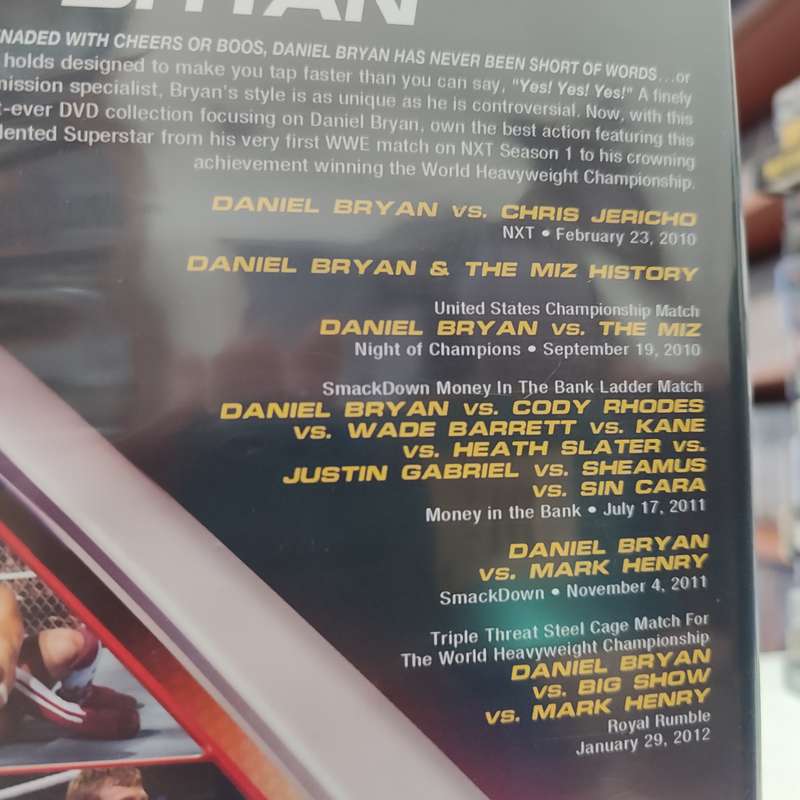 BRYAN
NADED WITH CHEERS OR BOOS, DANIEL BRYAN HAS NEVER BEEN SHORT OF WORDS...or
holds designed to make you tap faster than you can say, "Yes! Yes! Yes!" A finely
mission specialist, Bryan's style is as unique as he is controversial. Now, with this
t-ever DVD collection focusing on Daniel Bryan, own the best action featuring this
lented Superstar from his very first WWE match on NXT Season 1 to his crowning
achievement winning the World Heavyweight Championship.
DANIEL BRYAN VS. CHRIS JERICHO
NXT • February 23, 2010
DANIEL BRYAN & THE MIZ HISTORY
United States Championship Match
DANIEL BRYAN VS. THE MIZ
Night of Champions • September 19, 2010
SmackDown Money In The Bank Ladder Match
DANIEL BRYAN VS. CODY RHODES
VS. WADE BARRETT VS. KANE
VS. HEATH SLATER VS.
JUSTIN GABRIEL VS. SHEAMUS
VS. SIN CARA
Money in the Bank • July 17, 2011
DANIEL BRYAN
VS. MARK HENRY
SmackDown • November 4, 2011
Triple Threat Steel Cage Match For
The World Heavyweight Championship
DANIEL BRYAN
VS. BIG SHOW
VS. MARK HENRY
Royal Rumble
January 29, 2012